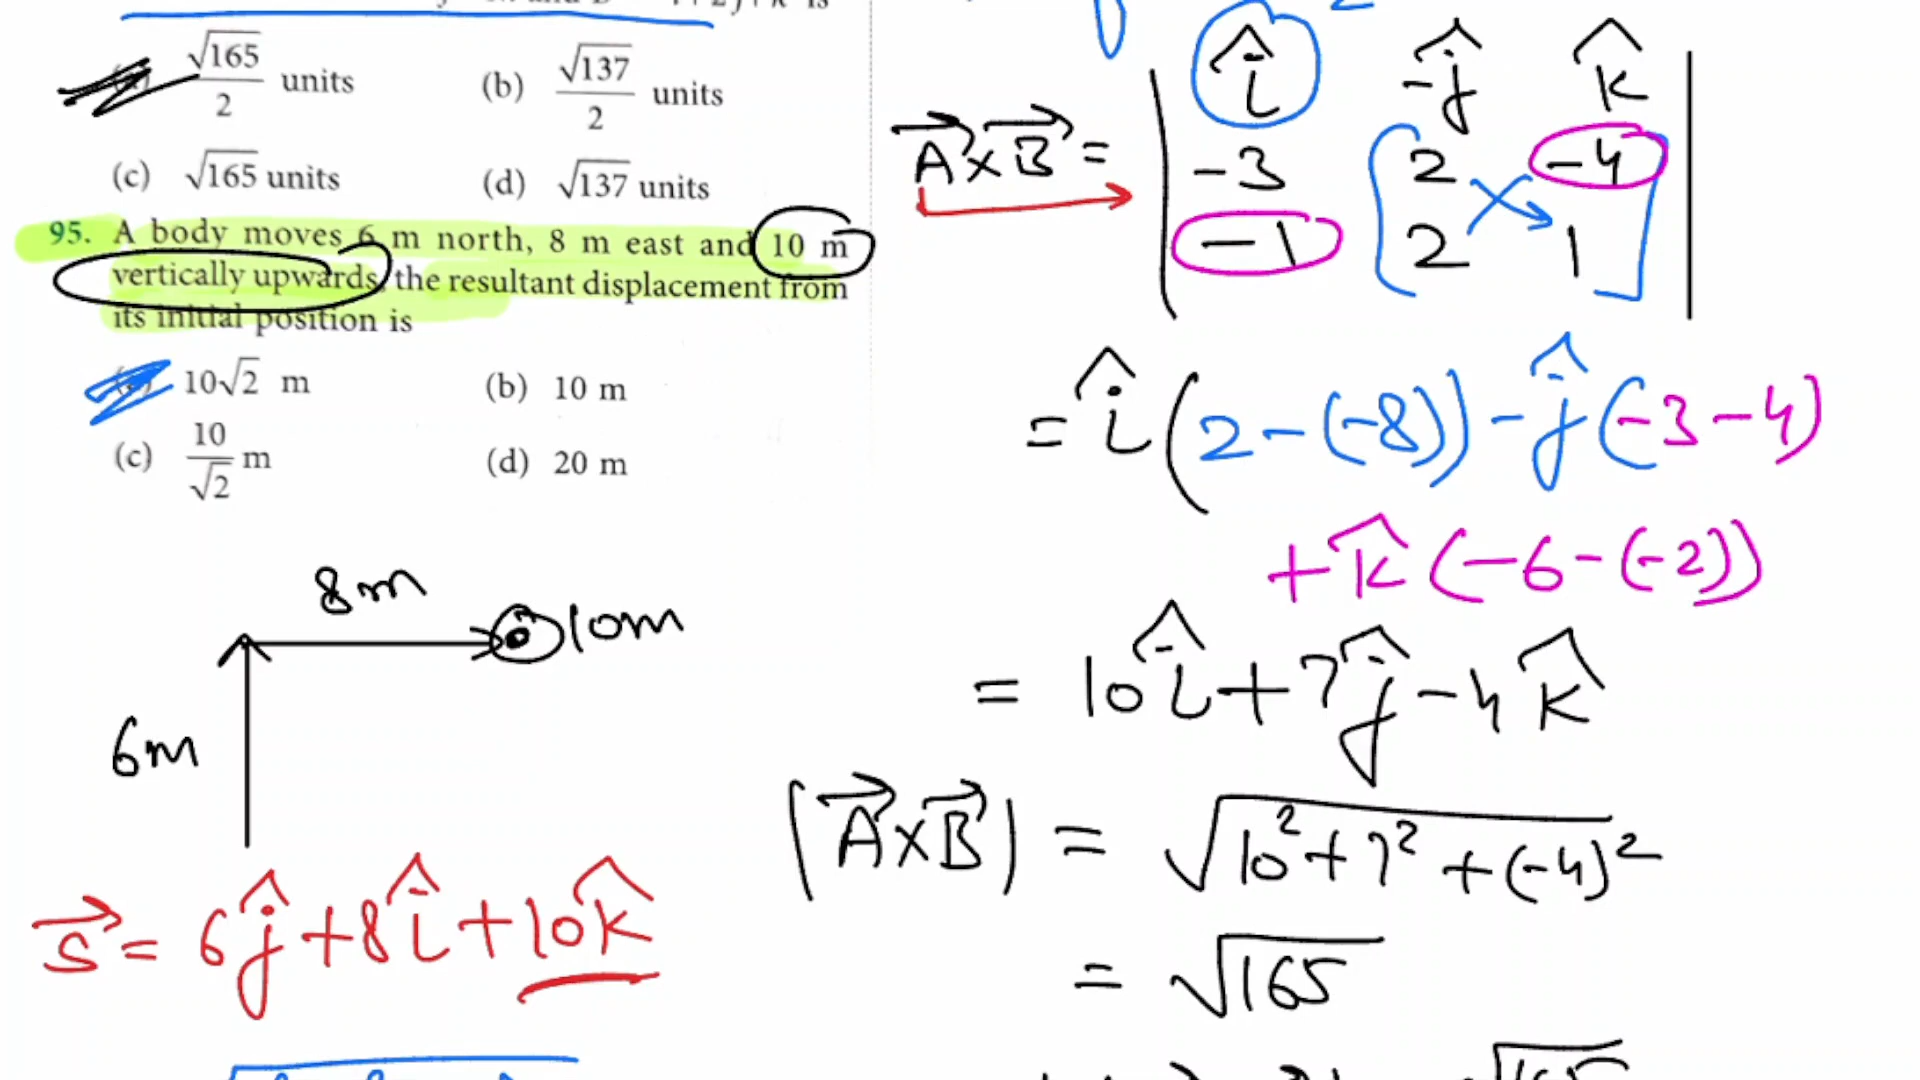 (a) √165/2 units (b) √137/2 units
(c) √165 units (d) √137 units
95. A body moves 6 m north, 8 m east and 10 m
vertically upwards, the resultant displacement from
its initial position is
10√2 m (b) 10 m
(c) 10/√2 m (d) 20 m
8m
10m
6m
s⃗ = 6ĵ + 8î + 10k̂
î -ĵ k̂
A⃗ × B⃗ = | -3 2 -4 |
-1 2 1
= î (2 - (-8)) - ĵ (-3 - 4)
+ k̂ (-6 - (-2))
= 10î + 7ĵ - 4k̂
|A⃗ × B⃗| = √10² + 7² + (-4)²
= √165